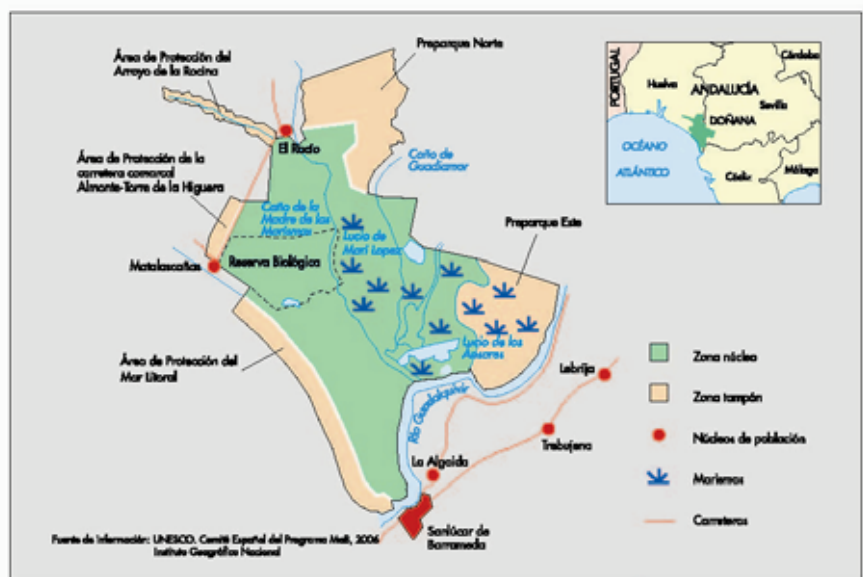 Área de Protección del
Arroyo de la Rocina
Preparque Norte
El Rocío
Área de Protección de la
carretera comarcal
Almonte-Torre de la Higuera
Caño de
Guadiamar
Caño de la
Madre de las
Marismas
Lucio de
Mari Lopez
Preparque Este
Matalascañas
Reserva Biológica
Área de Protección del
Mar Litoral
Lucio de los
Ánsares
Río Guadalquivir
Lebrija
Trebujena
La Algaida
Sanlúcar de
Barrameda
PORTUGAL
Huelva
Córdoba
ANDALUCÍA
Sevilla
DOÑANA
OCÉANO
ATLÁNTICO
Cádiz
Málaga
Zona núcleo
Zona tampón
Núcleos de población
Marismas
Carreteras
Fuente de información: UNESCO. Comité Español del Programa MaB, 2006
Instituto Geográfico Nacional